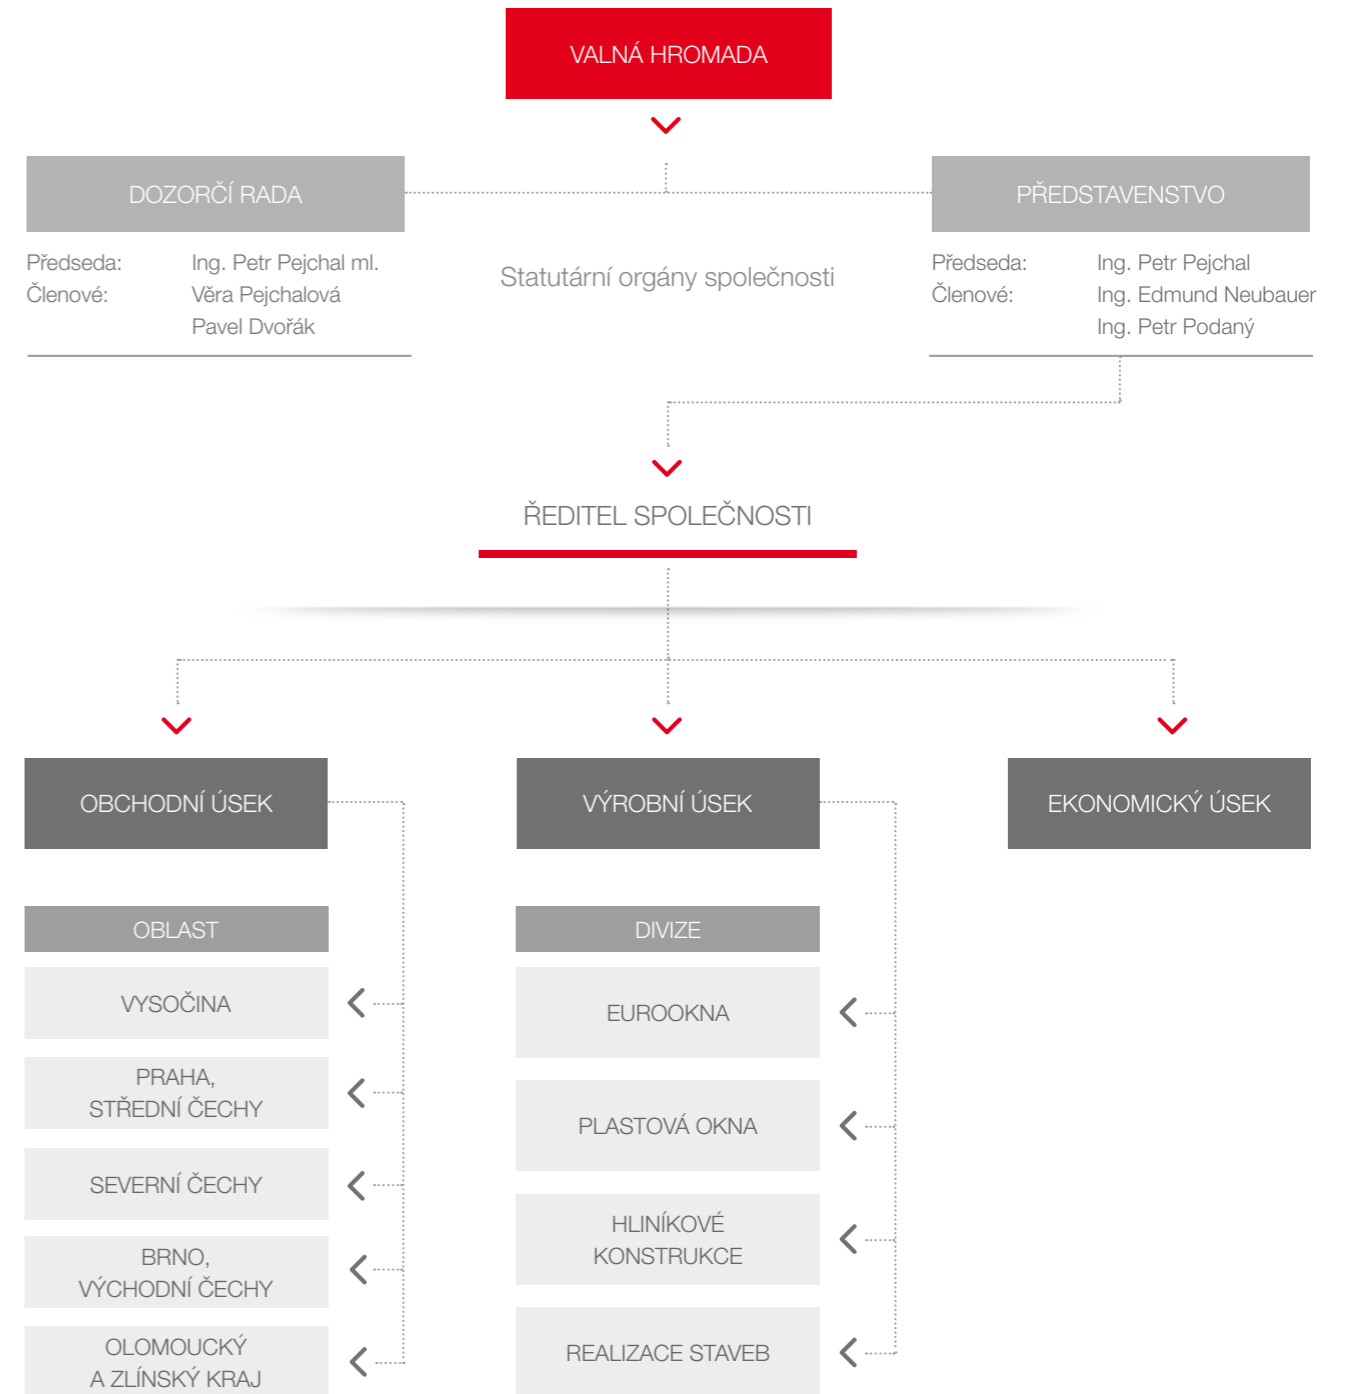 VALNÁ HROMADA
DOZORČÍ RADA
Předseda: Ing. Petr Pejchal ml.
Členové: Věra Pejchalová
Pavel Dvořák
Statutární orgány společnosti
PŘEDSTAVENSTVO
Předseda: Ing. Petr Pejchal
Členové: Ing. Edmund Neubauer
Ing. Petr Podaný
ŘEDITEL SPOLEČNOSTI
OBCHODNÍ ÚSEK
OBLAST
VYSOČINA
PRAHA,
STŘEDNÍ ČECHY
SEVERNÍ ČECHY
BRNO,
VÝCHODNÍ ČECHY
OLOMOUCKÝ
A ZLÍNSKÝ KRAJ
VÝROBNÍ ÚSEK
DIVIZE
EUROOKNA
PLASTOVÁ OKNA
HLINÍKOVÉ
KONSTRUKCE
REALIZACE STAVEB
EKONOMICKÝ ÚSEK